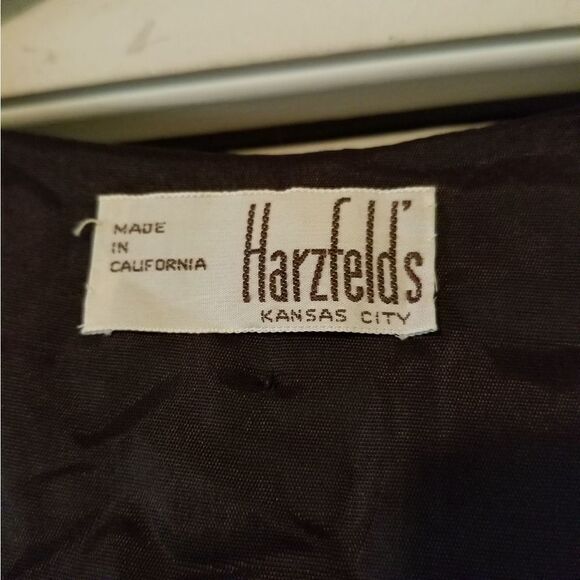 MADE
IN
CALIFORNIA
Harzfeld's
KANSAS CITY